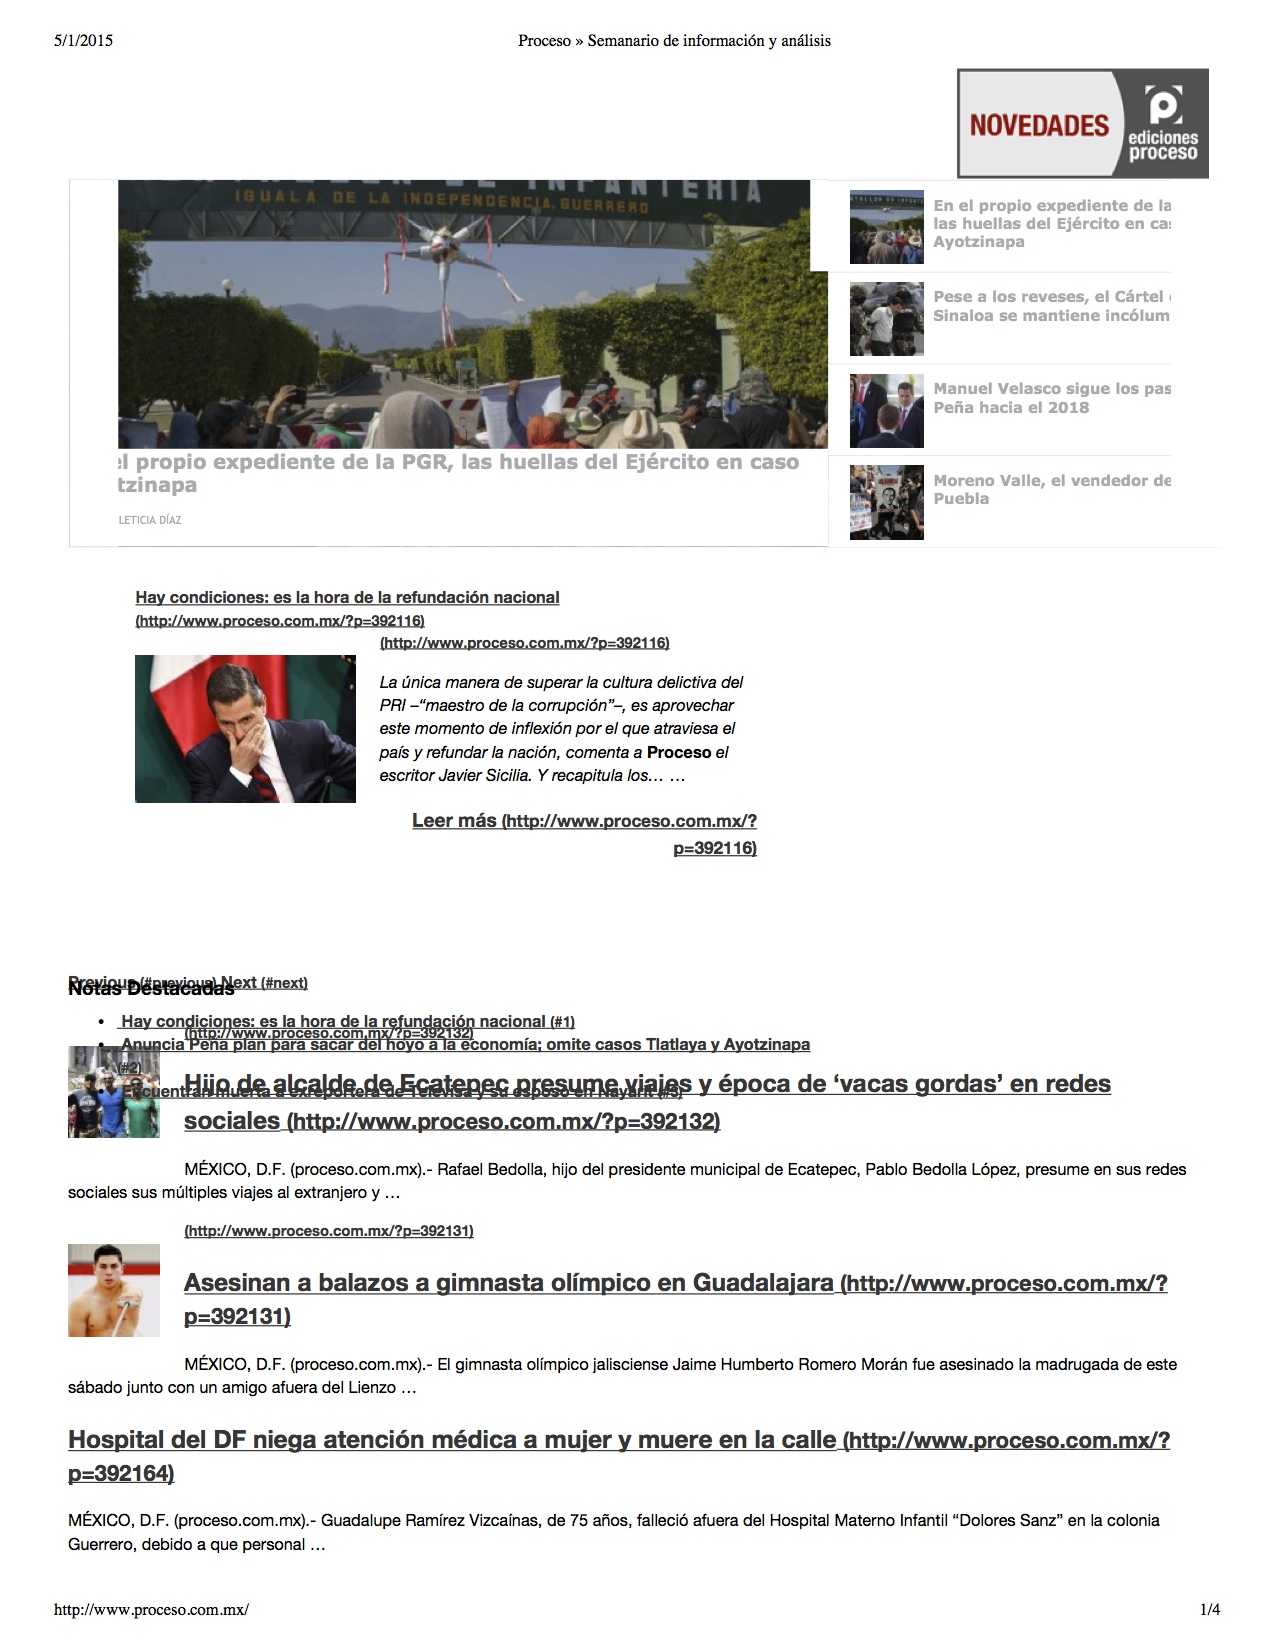 5/1/2015
Proceso » Semanario de información y análisis
NOVEDADES
ediciones
proceso
IGUALA DE LA INDEPENDENCIA, GUERRERO
En el propio expediente de la
las huellas del Ejército en
Ayotzinapa
Pese a los reveses, el Cártel
Sinaloa se mantiene incólum
Manuel Velasco sigue los pas
Peña hacia el 2018
Moreno Valle, el vendedor de
Puebla
el propio expediente de la PGR, las huellas del Ejército en caso
tzinapa
LETICIA DÍAZ
Hay condiciones: es la hora de la refundación nacional
(http://www.proceso.com.mx/?p=392116)
(http://www.proceso.com.mx/?p=392116)
La única manera de superar la cultura delictiva del
PRI –“maestro de la corrupción”–, es aprovechar
este momento de inflexión por el que atraviesa el
país y refundar la nación, comenta a Proceso el
escritor Javier Sicilia. Y recapitula los… …
Leer más (http://www.proceso.com.mx/?
p=392116)
Previous (#previous) Next (#next)
Notas Destacadas
• Hay condiciones: es la hora de la refundación nacional (#1)
(http://www.proceso.com.mx/?p=392132)
• Anuncia Peña plan para sacar del hoyo a la economía; omite casos Tlatlaya y Ayotzinapa
(#2)
Hijo de alcalde de Ecatepec presume viajes y época de ‘vacas gordas’ en redes
• Encuentran muerta a exreportera de Televisa y su esposo en Nayarit (#3)
sociales (http://www.proceso.com.mx/?p=392132)
MÉXICO, D.F. (proceso.com.mx).- Rafael Bedolla, hijo del presidente municipal de Ecatepec, Pablo Bedolla López, presume en sus redes
sociales sus múltiples viajes al extranjero y …
(http://www.proceso.com.mx/?p=392131)
Asesinan a balazos a gimnasta olímpico en Guadalajara (http://www.proceso.com.mx/?
p=392131)
MÉXICO, D.F. (proceso.com.mx).- El gimnasta olímpico jalisciense Jaime Humberto Romero Morán fue asesinado la madrugada de este
sábado junto con un amigo afuera del Lienzo …
Hospital del DF niega atención médica a mujer y muere en la calle (http://www.proceso.com.mx/?
p=392164)
MÉXICO, D.F. (proceso.com.mx).- Guadalupe Ramírez Vizcaínas, de 75 años, falleció afuera del Hospital Materno Infantil “Dolores Sanz” en la colonia
Guerrero, debido a que personal …
http://www.proceso.com.mx/
1/4